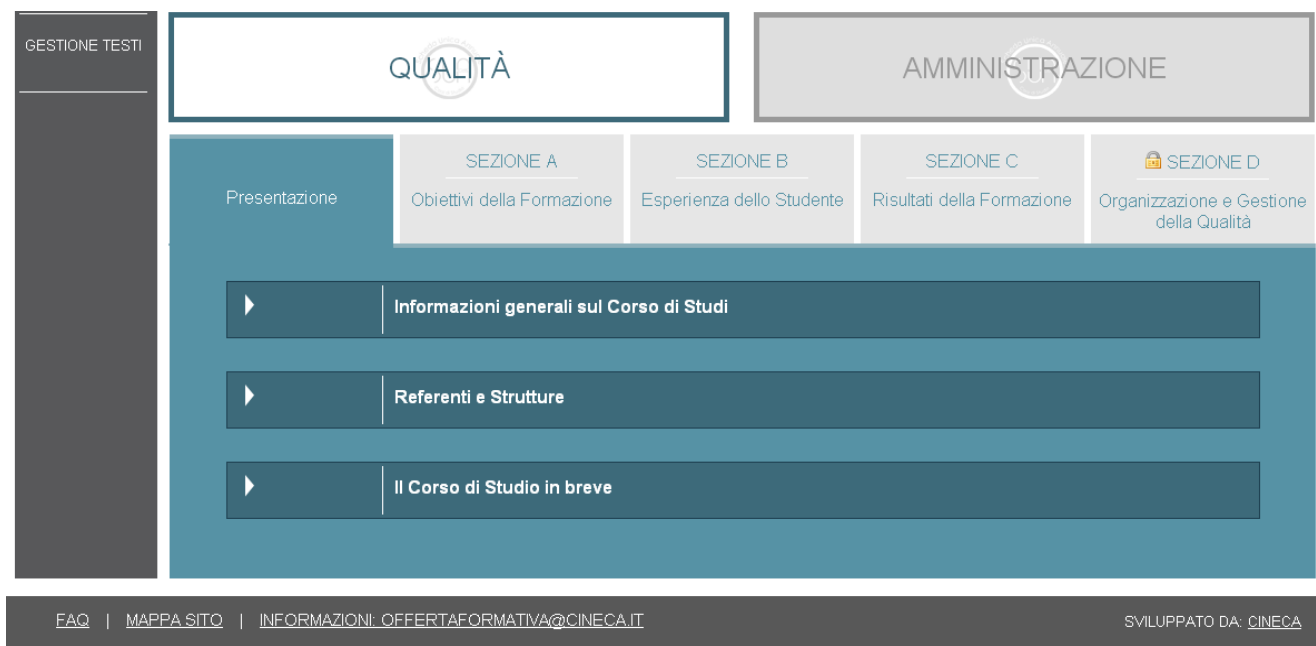 GESTIONE TESTI
QUALITÀ
AMMINISTRAZIONE
Presentazione
SEZIONE A
Obiettivi della Formazione
SEZIONE B
Esperienza dello Studente
SEZIONE C
Risultati della Formazione
SEZIONE D
Organizzazione e Gestione
della Qualità
Informazioni generali sul Corso di Studi
Referenti e Strutture
Il Corso di Studio in breve
FAQ | MAPPA SITO | INFORMAZIONI: OFFERTAFORMATIVA@CINECA.IT
SVILUPPATO DA: CINECA